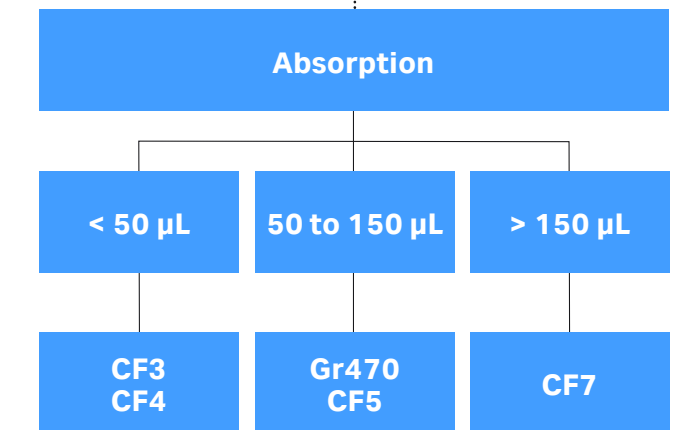 Absorption
< 50 µL
50 to 150 µL
> 150 µL
CF3
CF4
Gr470
CF5
CF7